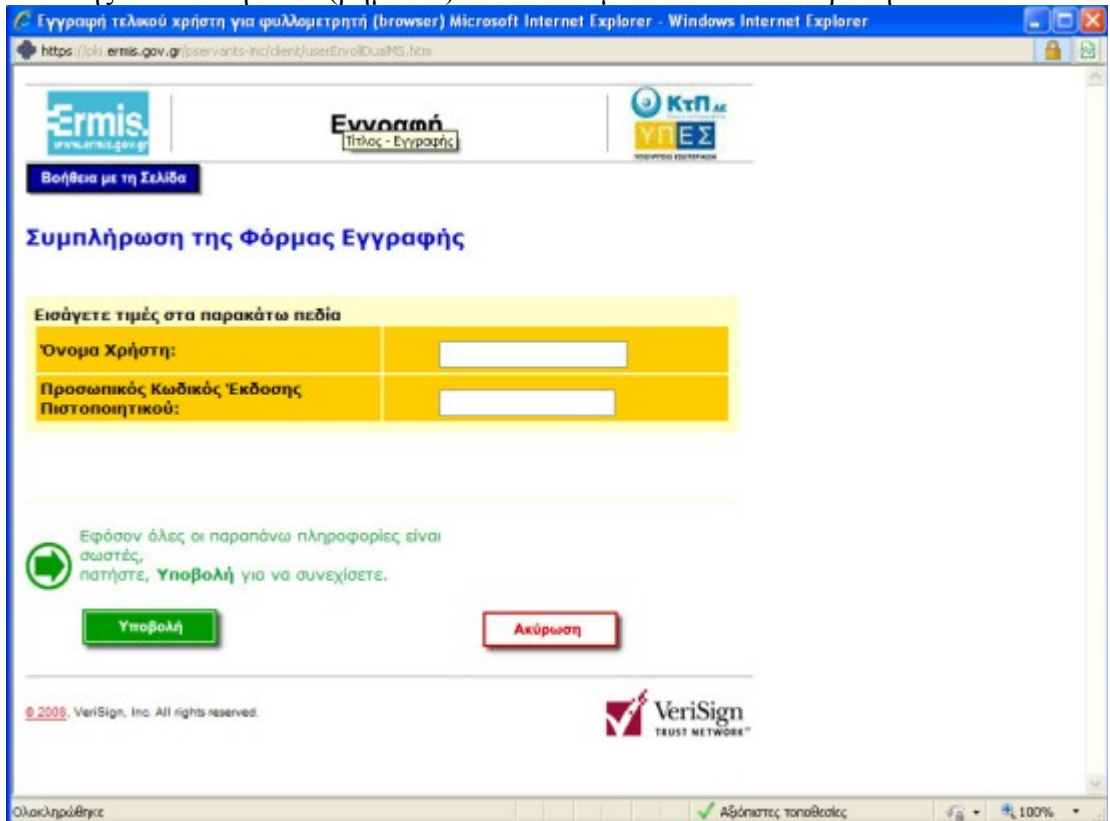 Εγγραφή τελικού χρήστη για φυλλομετρητή (browser) Microsoft Internet Explorer - Windows Internet Explorer
https://pki.ermis.gov.gr/pservants-inc/client/userEnrollDualMS.htm
Ermis.
www.ermis.gov.gr
Εγγραφή
Τίτλος - Εγγραφής
ΚτΠ ΑΕ
ΥΠΕΣ
ΥΠΟΥΡΓΕΙΟ ΕΣΩΤΕΡΙΚΩΝ
Βοήθεια με τη Σελίδα
Συμπλήρωση της Φόρμας Εγγραφής
Εισάγετε τιμές στα παρακάτω πεδία
Όνομα Χρήστη:
Προσωπικός Κωδικός Έκδοσης
Πιστοποιητικού:
Εφόσον όλες οι παραπάνω πληροφορίες είναι
σωστές,
πατήστε, Υποβολή για να συνεχίσετε.
Υποβολή
Ακύρωση
© 2008, VeriSign, Inc. All rights reserved.
VeriSign
TRUST NETWORK™
Ολοκληρώθηκε
Αξιόπιστες τοποθεσίες
100%